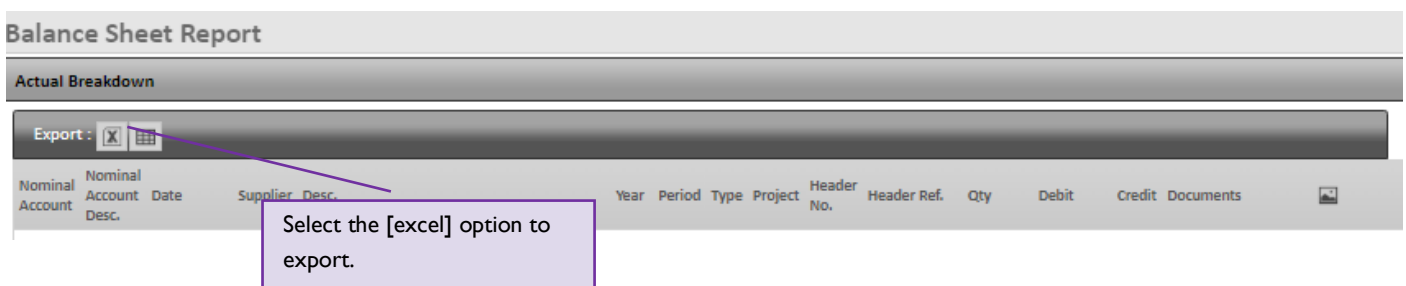 Balance Sheet Report
Actual Breakdown
Export :
Nominal Account Nominal Account Desc. Date Supplier Desc. Year Period Type Project Header No. Header Ref. Qty Debit Credit Documents
Select the [excel] option to
export.